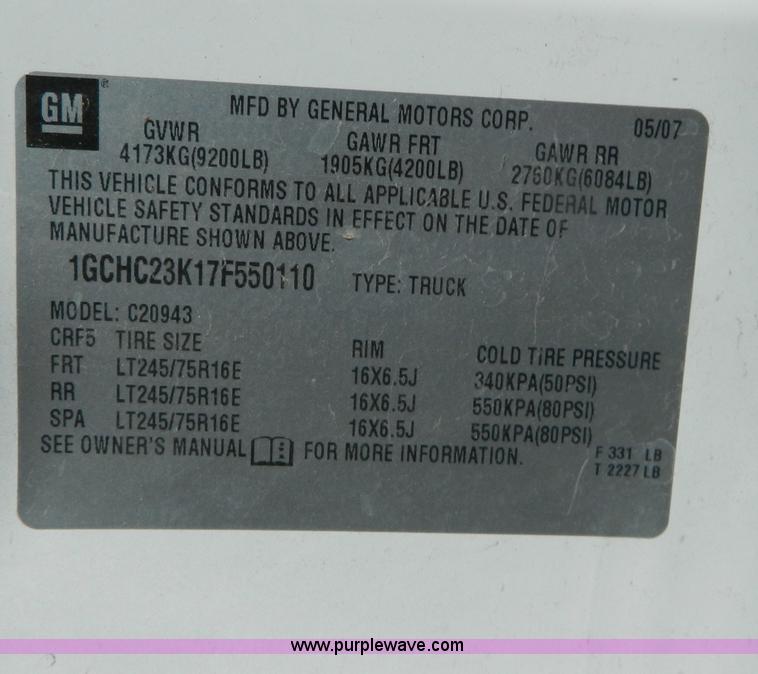 GM ®
MFD BY GENERAL MOTORS CORP. 05/07
GVWR GAWR FRT GAWR RR
4173KG(9200LB) 1905KG(4200LB) 2760KG(6084LB)
THIS VEHICLE CONFORMS TO ALL APPLICABLE U.S. FEDERAL MOTOR
VEHICLE SAFETY STANDARDS IN EFFECT ON THE DATE OF
MANUFACTURE SHOWN ABOVE.
1GCHC23K17F550110 TYPE: TRUCK
MODEL: C20943
CRF5 TIRE SIZE RIM COLD TIRE PRESSURE
FRT LT245/75R16E 16X6.5J 340KPA(50PSI)
RR LT245/75R16E 16X6.5J 550KPA(80PSI)
SPA LT245/75R16E 16X6.5J 550KPA(80PSI)
SEE OWNER'S MANUAL FOR MORE INFORMATION.
F 331 LB
T 2227 LB
www.purplewave.com